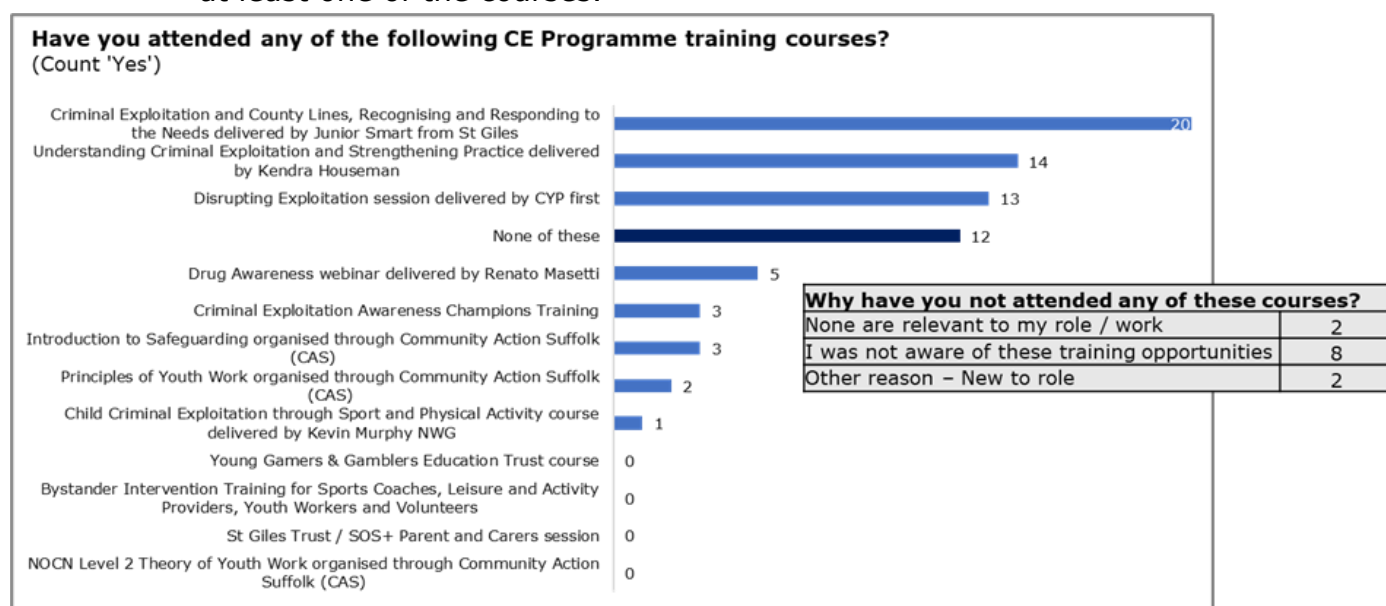 at least one of the courses.
Have you attended any of the following CE Programme training courses?
(Count 'Yes')
Criminal Exploitation and County Lines, Recognising and Responding to
the Needs delivered by Junior Smart from St Giles
20
Understanding Criminal Exploitation and Strengthening Practice delivered
by Kendra Houseman
14
Disrupting Exploitation session delivered by CYP first
13
None of these
12
Drug Awareness webinar delivered by Renato Masetti
5
Criminal Exploitation Awareness Champions Training
3
Introduction to Safeguarding organised through Community Action Suffolk
(CAS)
3
Principles of Youth Work organised through Community Action Suffolk
(CAS)
2
Child Criminal Exploitation through Sport and Physical Activity course
delivered by Kevin Murphy NWG
1
Young Gamers & Gamblers Education Trust course
0
Bystander Intervention Training for Sports Coaches, Leisure and Activity
Providers, Youth Workers and Volunteers
0
St Giles Trust / SOS+ Parent and Carers session
0
NOCN Level 2 Theory of Youth Work organised through Community Action
Suffolk (CAS)
0
Why have you not attended any of these courses?
None are relevant to my role / work 2
I was not aware of these training opportunities 8
Other reason – New to role 2